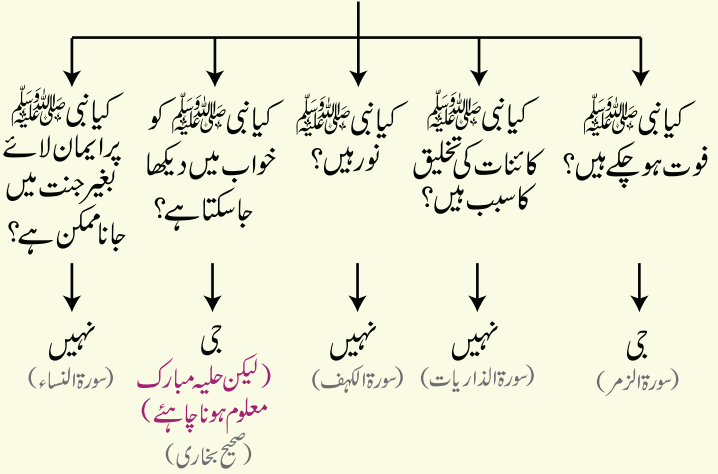 کیا نبی ﷺ
فوت ہو چکے ہیں؟
جی
(سورۃ الزمر)
کیا نبی ﷺ
کائنات کی تخلیق
کا سبب ہیں؟
نہیں
(سورۃ الذاریات)
کیا نبی ﷺ
نور ہیں؟
نہیں
(سورۃ الکہف)
کیا نبی ﷺ کو
خواب میں دیکھا
جا سکتا ہے؟
جی
(لیکن حلیہ مبارک
معلوم ہونا چاہئے)
(صحیح بخاری)
کیا نبی ﷺ
پر ایمان لائے
بغیر جنت میں
جانا ممکن ہے؟
نہیں
(سورۃ النساء)